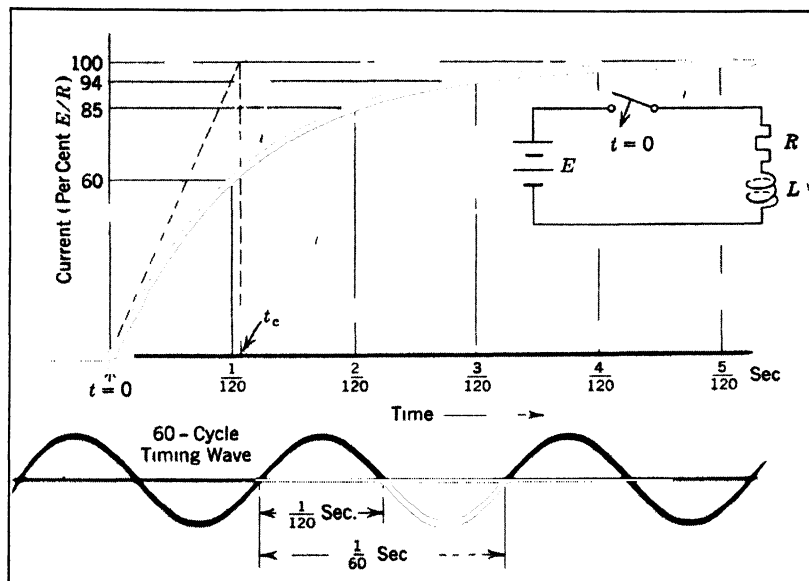 Current (Per Cent E/R)
100
94
85
60
t = 0
E
R
L
t_c
t = 0
1/120
2/120
3/120
4/120
5/120 Sec
Time
60-Cycle
Timing Wave
1/120 Sec.
1/60 Sec